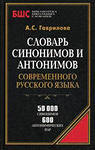 БШС
А.С. Гаврилова
СЛОВАРЬ
СИНОНИМОВ И
АНТОНИМОВ
СОВРЕМЕННОГО
РУССКОГО ЯЗЫКА
50 000
СИНОНИМОВ
600
АНТОНИМИЧЕСКИХ
ПАР